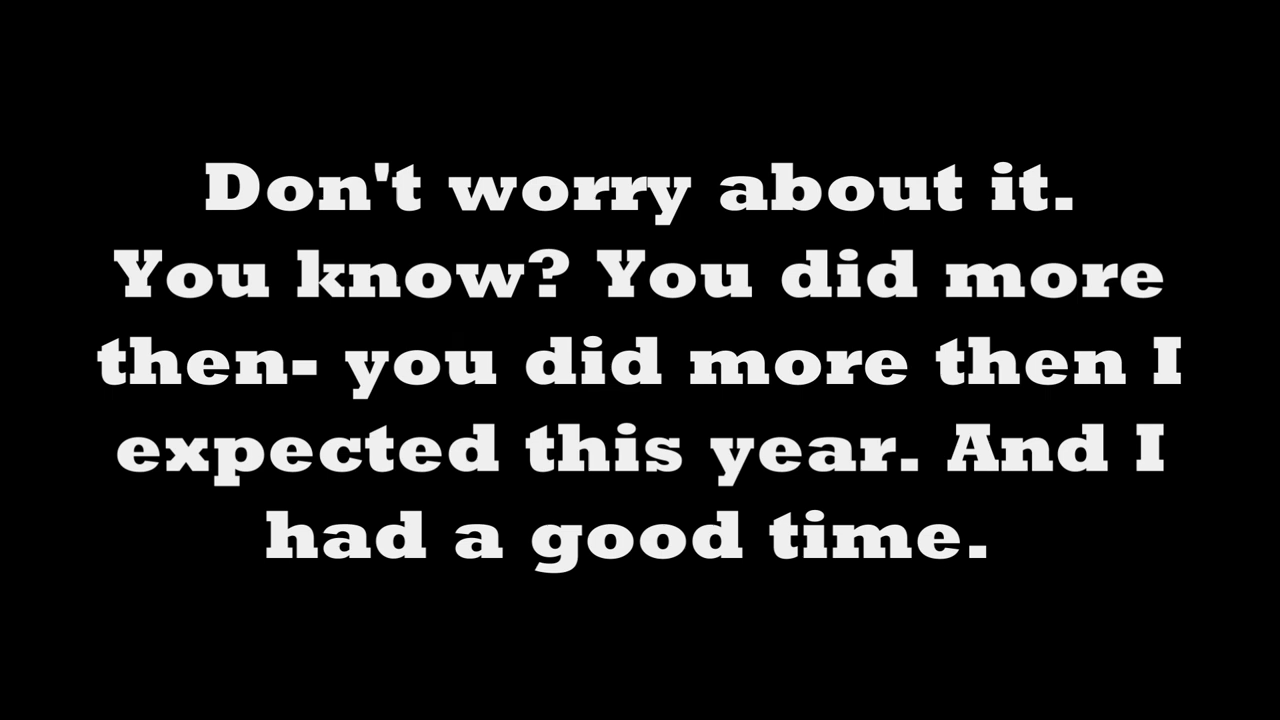 Don't worry about it.
You know? You did more
then- you did more then I
expected this year. And I
had a good time.